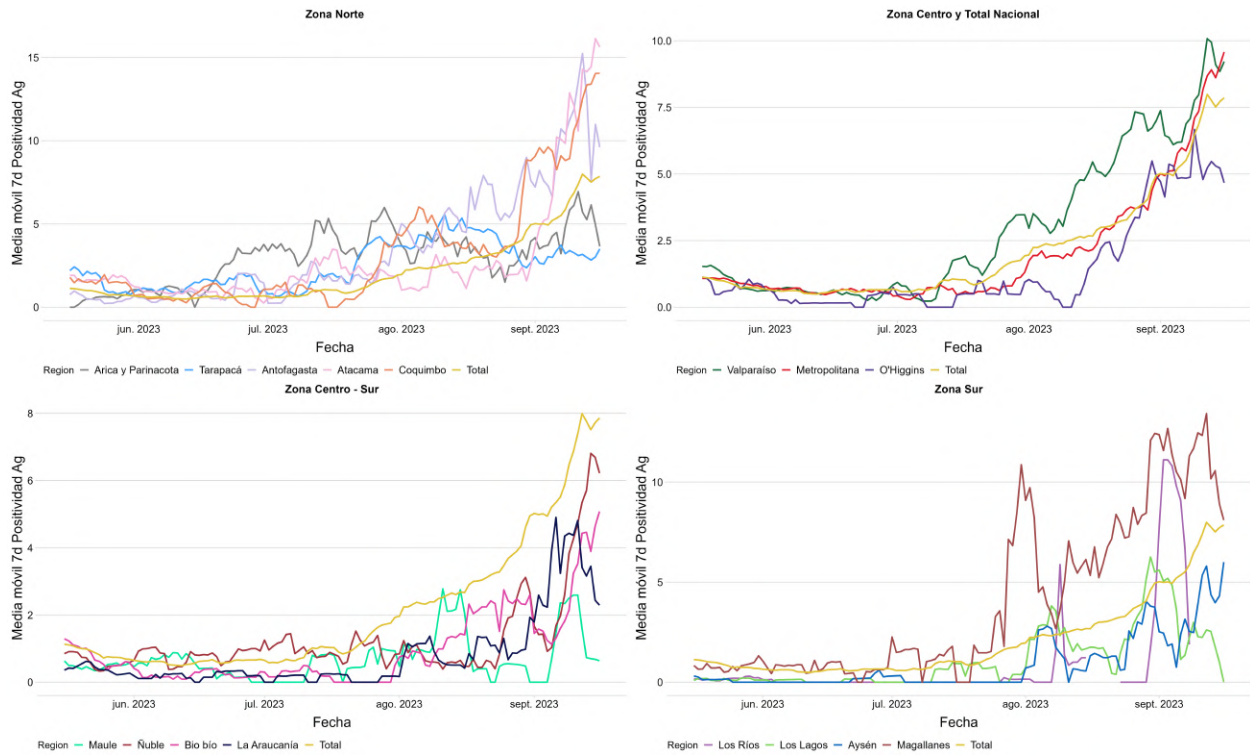 Zona Norte
Media móvil 7d Positividad Ag
15
10
5
0
jun. 2023 jul. 2023 ago. 2023 sept. 2023
Fecha
Region Arica y Parinacota Tarapacá Antofagasta Atacama Coquimbo Total
Zona Centro y Total Nacional
Media móvil 7d Positividad Ag
10.0
7.5
5.0
2.5
0.0
jun. 2023 jul. 2023 ago. 2023 sept. 2023
Fecha
Region Valparaíso Metropolitana O'Higgins Total
Zona Centro - Sur
Media móvil 7d Positividad Ag
8
6
4
2
0
jun. 2023 jul. 2023 ago. 2023 sept. 2023
Fecha
Region Maule Ñuble Bio bío La Araucanía Total
Zona Sur
Media móvil 7d Positividad Ag
10
5
0
jun. 2023 jul. 2023 ago. 2023 sept. 2023
Fecha
Region Los Ríos Los Lagos Aysén Magallanes Total